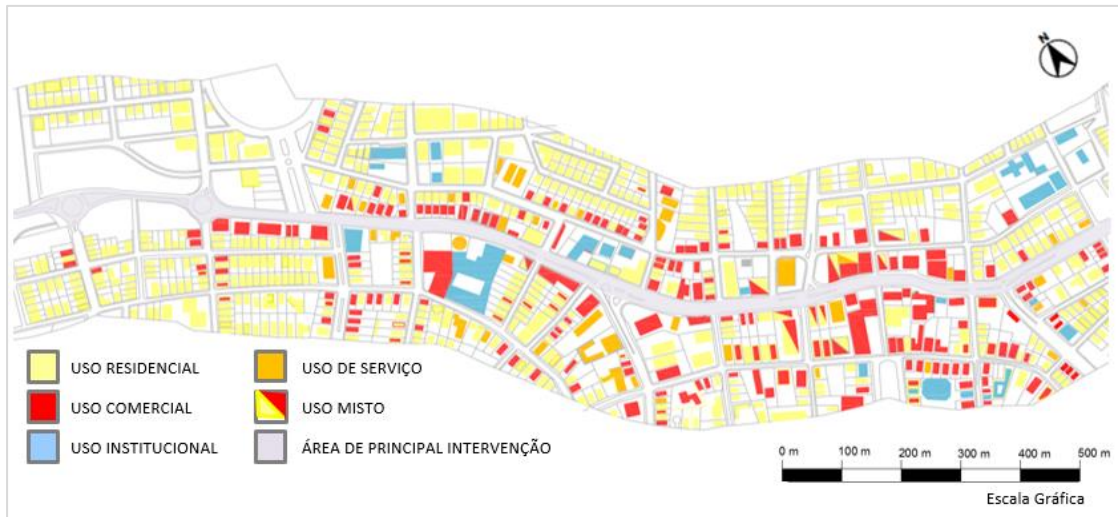 N
USO RESIDENCIAL
USO DE SERVIÇO
USO COMERCIAL
USO MISTO
USO INSTITUCIONAL
ÁREA DE PRINCIPAL INTERVENÇÃO
0 m 100 m 200 m 300 m 400 m 500 m
Escala Gráfica